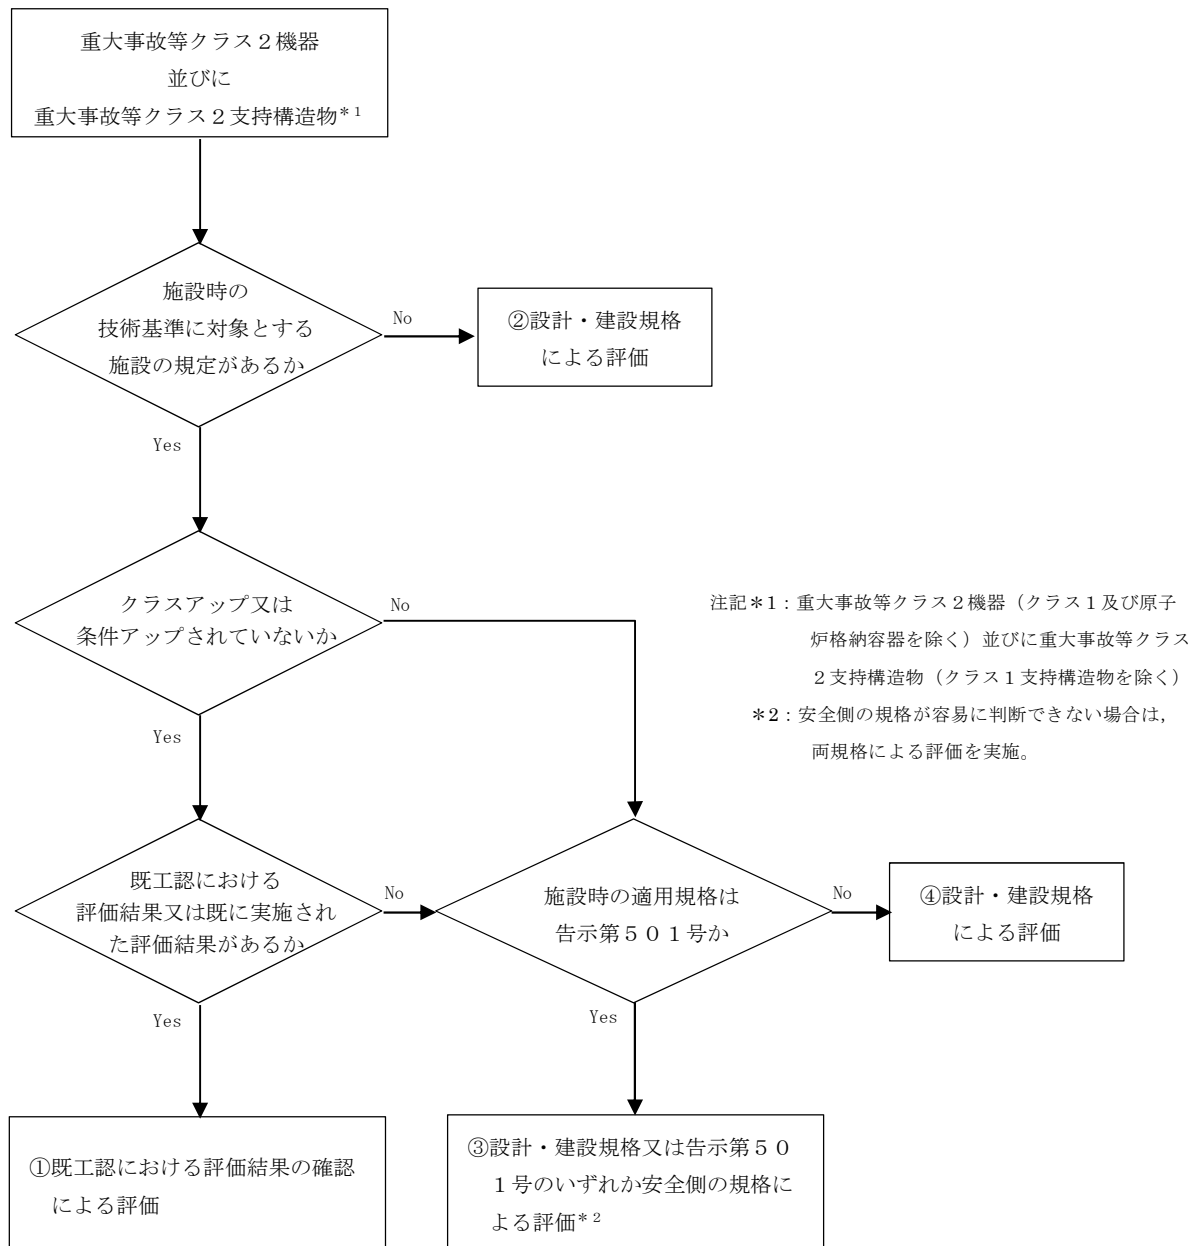 重大事故等クラス２機器
並びに
重大事故等クラス２支持構造物*1
施設時の
技術基準に対象とする
施設の規定があるか
No
②設計・建設規格
による評価
Yes
クラスアップ又は
条件アップされていないか
No
注記*1：重大事故等クラス２機器（クラス１及び原子
炉格納容器を除く）並びに重大事故等クラス
２支持構造物（クラス１支持構造物を除く）
*2：安全側の規格が容易に判断できない場合は，
両規格による評価を実施。
Yes
既工認における
評価結果又は既に実施され
た評価結果があるか
No
施設時の適用規格は
告示第５０１号か
No
④設計・建設規格
による評価
Yes
Yes
①既工認における評価結果の確認
による評価
③設計・建設規格又は告示第５０
１号のいずれか安全側の規格に
よる評価*2